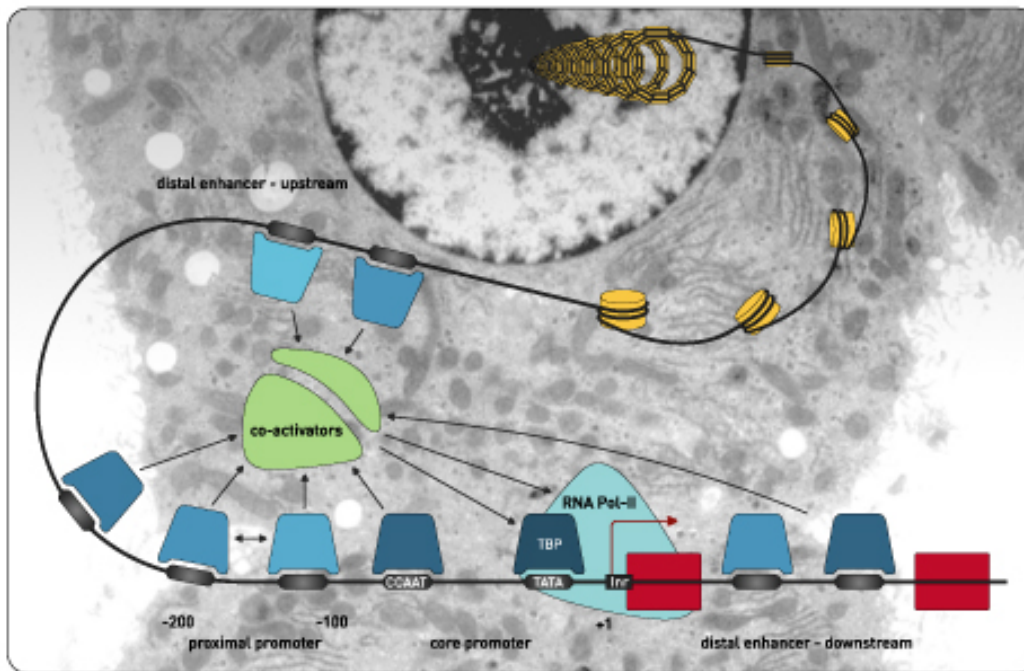 distal enhancer - upstream
co-activators
RNA Pol-II
TBP
CCAAT
TATA
Inr
-200
-100
+1
proximal promoter
core promoter
distal enhancer - downstream